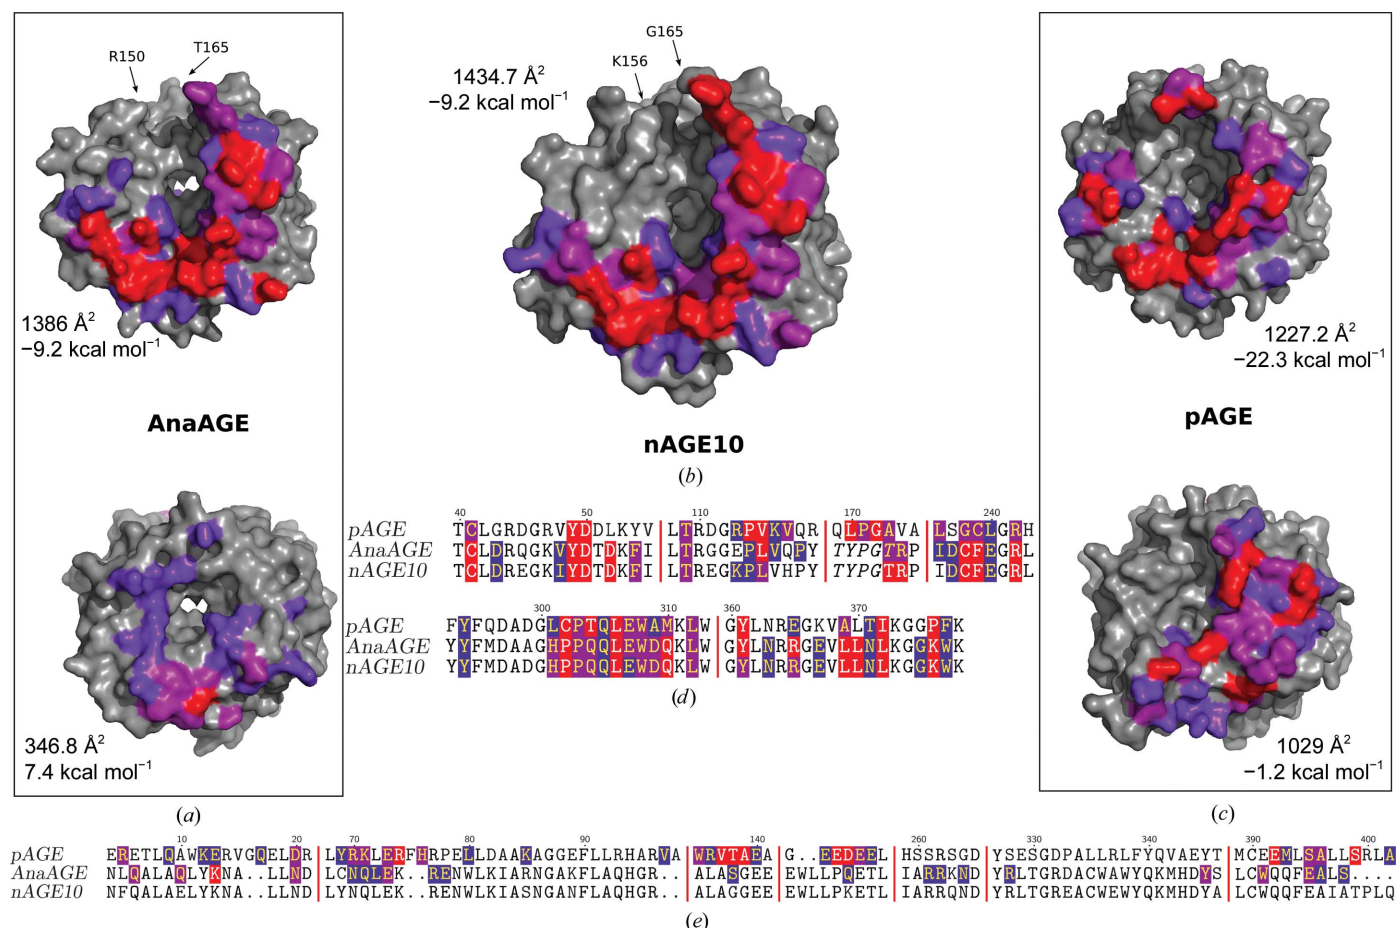 R150
T165
1386 Å²
−9.2 kcal mol⁻¹
AnaAGE
346.8 Å²
7.4 kcal mol⁻¹
(a)
G165
K156
1434.7 Å²
−9.2 kcal mol⁻¹
nAGE10
(b)
1227.2 Å²
−22.3 kcal mol⁻¹
pAGE
1029 Å²
−1.2 kcal mol⁻¹
(c)
40 50 110 170 240
pAGE TCLGRDGRVYDDLKYV LTRDGRPVKVQR QLPGAVA LSGCIGRH
AnaAGE TCLDRQGKVYDTDKFI LTRGGEPLVQPY TYPGTRP IDCFEGRL
nAGE10 TCLDREGKIYDTDKFI LTREGKPLVHPY TYPGTRP IDCFEGRL
300 310 360 370
pAGE FYFQDADGLCPTQLEWAMKLW GYLNREGKVALTIKGGPFK
AnaAGE YYFMDAAGHPPQQLEWDQKLW GYLNRRGEVLLNLKGGKWK
nAGE10 YYFMDADGHPPQQLEWDQKLW GYLNRRGEVLLNLKGGKWK
(d)
10 20 70 80 90 140 260 330 340 390 400
pAGE ERETLQAWKERVGQELDR LYRKLERFHRPELLDAAKAGGEFLLRHARVA WRVTAEA G..EEDEEL HSSRSGD YSESGDPALLRLFYQVAEYT MCEEMLSALLSRLA
AnaAGE NLQALAQLYKNA..LLND LCNQLEK..RENWLKIARNGAKFLAQHGR.. ALASGEE EWLLPQETL IARRKND YRLTGRDACWEWYQKMHDYS LCWQQFEALS....
nAGE10 NFQALAELYKNA..LLND LYNQLEK..RENWLKIASNGANFLAQHGR.. ALAGGEE EWLLPKETL IARRQND YRLTGREACWAWYQKMHDYA LCWQQFEAIATPLQ
(e)